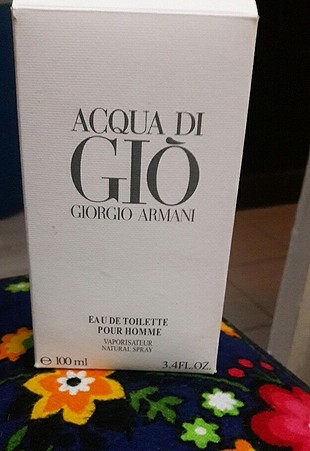 ACQUA DI
GIÒ
GIORGIO ARMANI
EAU DE TOILETTE
POUR HOMME
VAPORISATEUR
NATURAL SPRAY
℮ 100 ml 3.4FL.OZ.